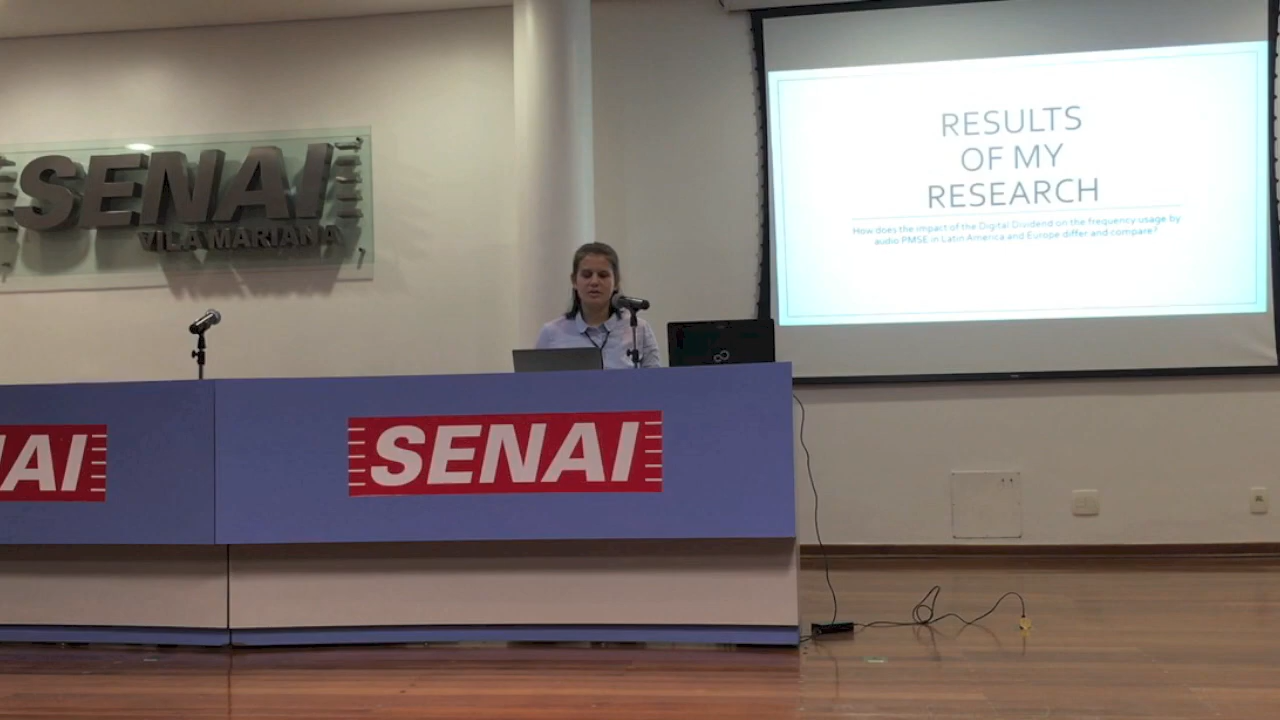 SENAI
VILA MARIANA
RESULTS
OF MY
RESEARCH
How does the impact of the Digital Dividend on the frequency usage by
audio PMSE in Latin America and Europe differ and compare?
NAI
SENAI